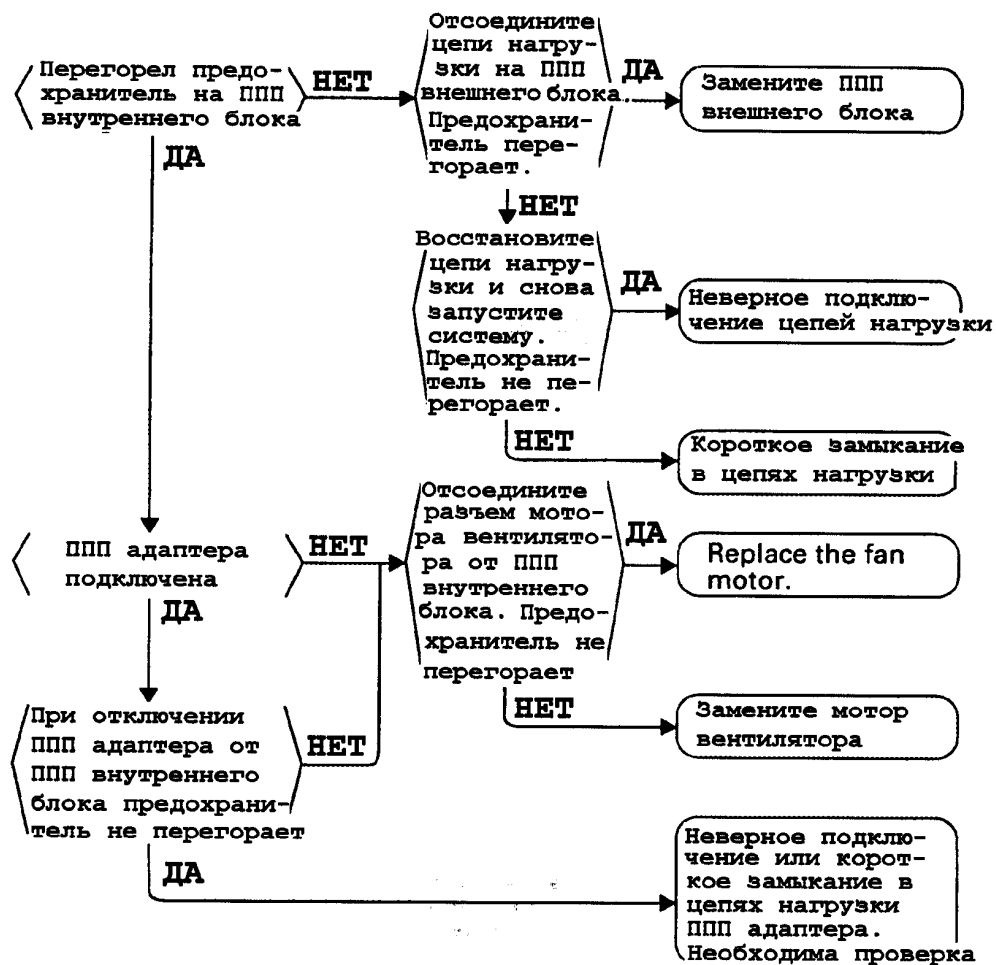 Перегорел предо-
хранитель на ППП
внутреннего блока
НЕТ
Отсоедините
цепи нагру-
зки на ППП
внешнего блока.
Предохрани-
тель пере-
горает.
ДА
Замените ППП
внешнего блока
ДА
НЕТ
Восстановите
цепи нагру-
зки и снова
запустите
систему.
Предохрани-
тель не пе-
регорает.
ДА
Неверное подклю-
чение цепей нагрузки
НЕТ
Короткое замыкание
в цепях нагрузки
ППП адаптера
подключена
НЕТ
Отсоедините
разъем мото-
ра вентилято-
ра от ППП
внутреннего
блока. Предо-
хранитель не
перегорает
ДА
Replace the fan
motor.
ДА
НЕТ
Замените мотор
вентилятора
При отключении
ППП адаптера от
ППП внутреннего
блока предохрани-
тель не перегорает
НЕТ
ДА
Неверное подклю-
чение или корот-
кое замыкание в
цепях нагрузки
ППП адаптера.
Необходима проверка